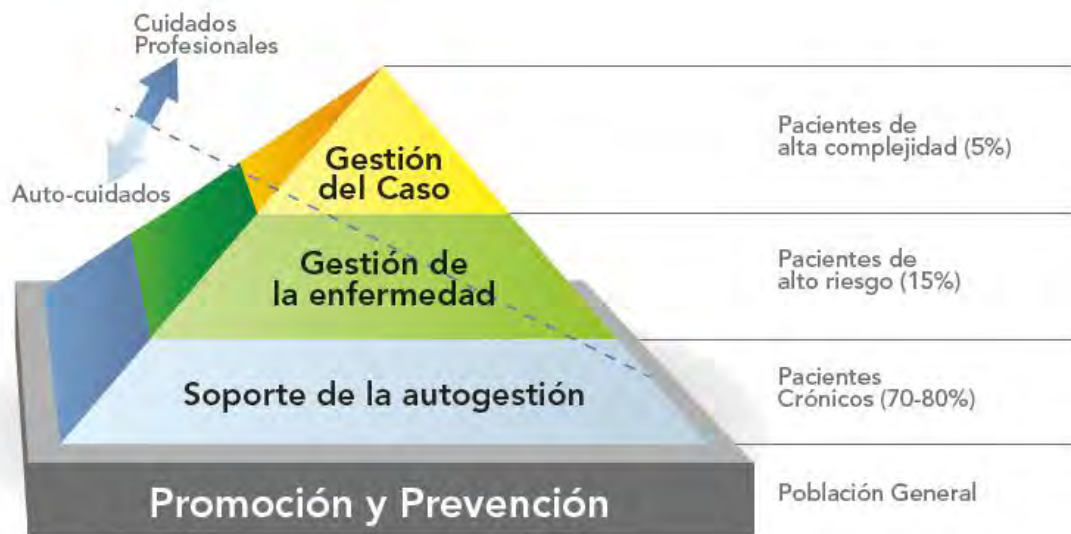 Cuidados
Profesionales
Auto-cuidados
Gestión
del Caso
Pacientes de
alta complejidad (5%)
Gestión de
la enfermedad
Pacientes de
alto riesgo (15%)
Soporte de la autogestión
Pacientes
Crónicos (70-80%)
Promoción y Prevención
Población General